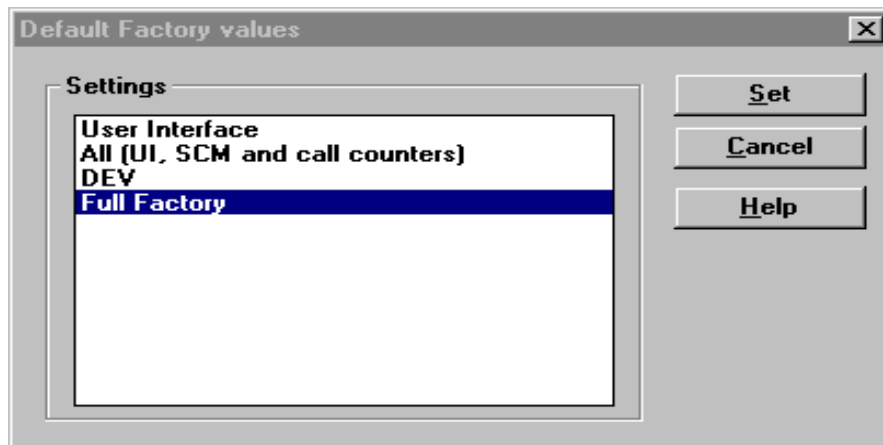 Default Factory values
Settings
User Interface
All (UI, SCM and call counters)
DEV
Full Factory
Set
Cancel
Help